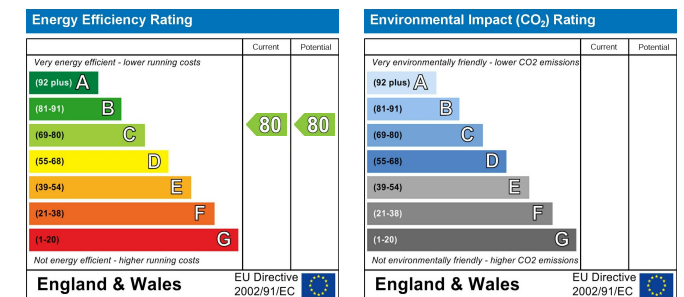 Energy Efficiency Rating
Current Potential
Very energy efficient - lower running costs
(92 plus) A
(81-91) B
(69-80) C
80 80
(55-68) D
(39-54) E
(21-38) F
(1-20) G
Not energy efficient - higher running costs
England & Wales
EU Directive
2002/91/EC
Environmental Impact (CO2) Rating
Current Potential
Very environmentally friendly - lower CO2 emissions
(92 plus) A
(81-91) B
(69-80) C
(55-68) D
(39-54) E
(21-38) F
(1-20) G
Not environmentally friendly - higher CO2 emissions
England & Wales
EU Directive
2002/91/EC